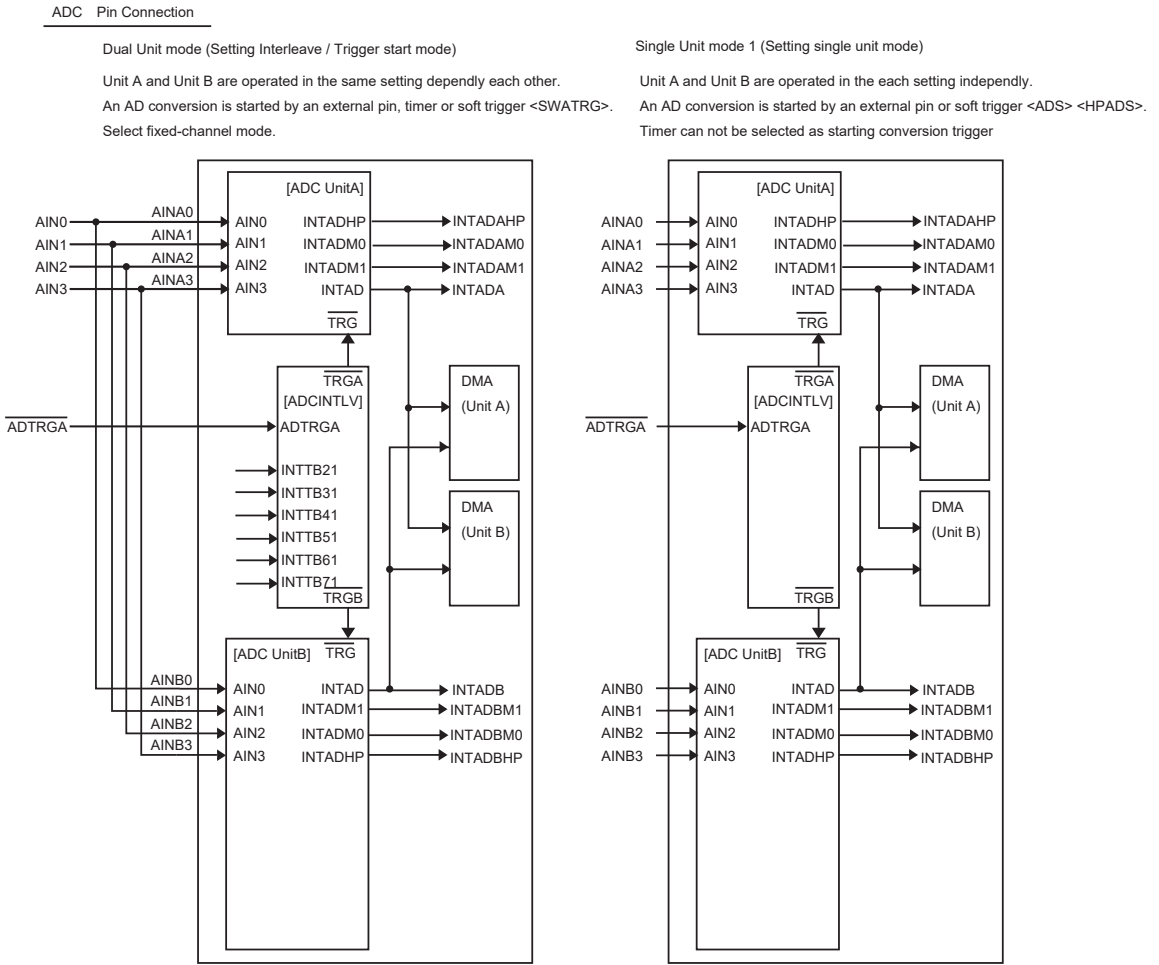 ADC Pin Connection
Dual Unit mode (Setting Interleave / Trigger start mode)
Unit A and Unit B are operated in the same setting dependly each other.
An AD conversion is started by an external pin, timer or soft trigger <SWATRG>.
Select fixed-channel mode.
[ADC UnitA]
AIN0 AINA0 AIN0 INTADHP INTADAHP
AIN1 AINA1 AIN1 INTADM0 INTADAM0
AIN2 AINA2 AIN2 INTADM1 INTADAM1
AIN3 AINA3 AIN3 INTAD INTADA
TRG
TRGA
[ADCINTLV]
ADTRGA ADTRGA
INTTB21
INTTB31
INTTB41
INTTB51
INTTB61
INTTB71
TRGB
DMA
(Unit A)
DMA
(Unit B)
[ADC UnitB] TRG
AINB0 AIN0 INTAD INTADB
AINB1 AIN1 INTADM1 INTADBM1
AINB2 AIN2 INTADM0 INTADBM0
AINB3 AIN3 INTADHP INTADBHP
Single Unit mode 1 (Setting single unit mode)
Unit A and Unit B are operated in the each setting independly.
An AD conversion is started by an external pin or soft trigger <ADS> <HPADS>.
Timer can not be selected as starting conversion trigger
[ADC UnitA]
AINA0 AIN0 INTADHP INTADAHP
AINA1 AIN1 INTADM0 INTADAM0
AINA2 AIN2 INTADM1 INTADAM1
AINA3 AIN3 INTAD INTADA
TRG
TRGA
[ADCINTLV]
ADTRGA ADTRGA
TRGB
DMA
(Unit A)
DMA
(Unit B)
[ADC UnitB] TRG
AINB0 AIN0 INTAD INTADB
AINB1 AIN1 INTADM1 INTADBM1
AINB2 AIN2 INTADM0 INTADBM0
AINB3 AIN3 INTADHP INTADBHP